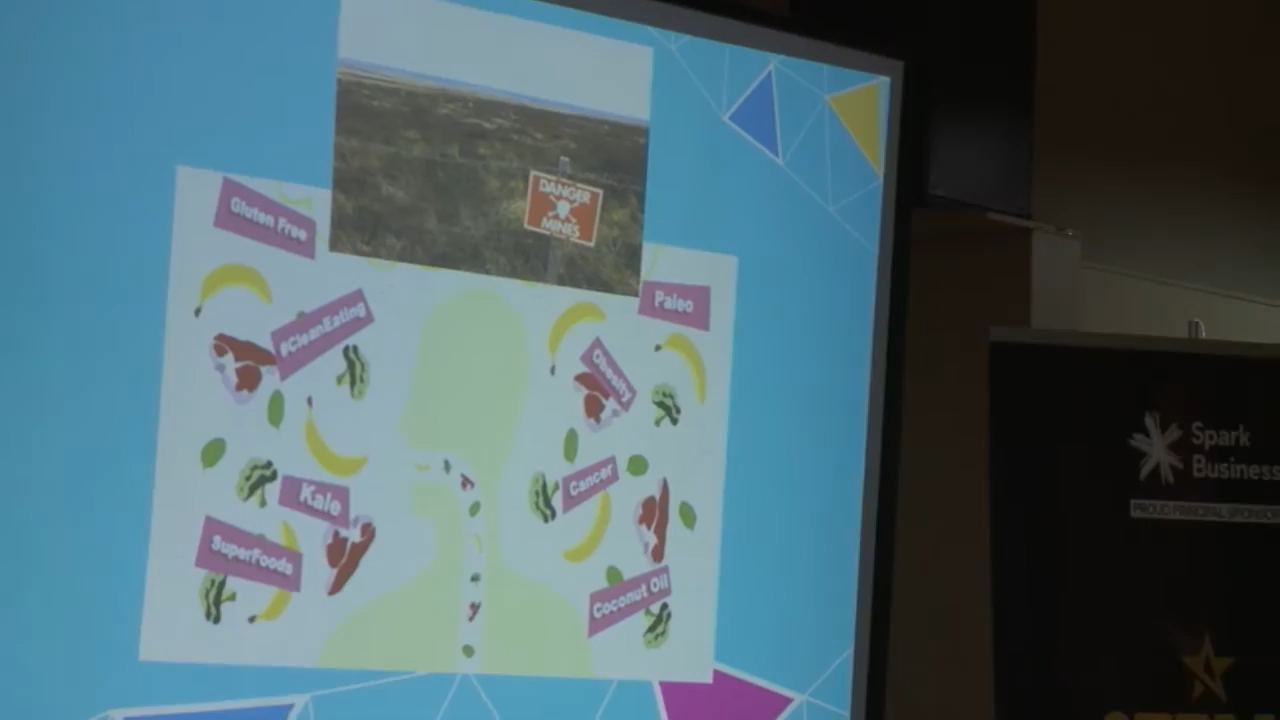 DANGER
MINES
Gluten Free
Paleo
#CleanEating
Obesity
Kale
Cancer
SuperFoods
Coconut Oil
Spark
Business
PROUD PRINCIPAL SPONSOR